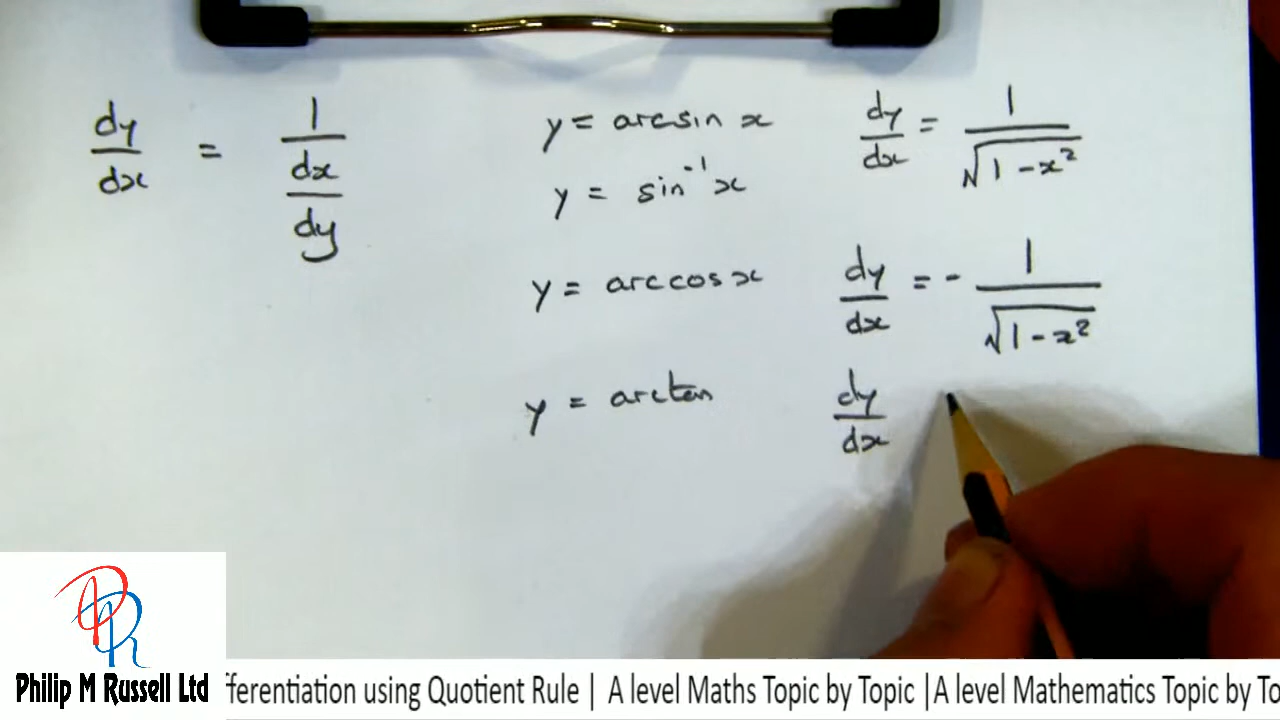 dy/dx = 1/(dx/dy)
y = arcsin x dy/dx = 1/√(1-x²)
y = sin⁻¹x
y = arccos x dy/dx = - 1/√(1-x²)
y = arctan dy/dx
Philip M Russell Ltd
fferentiation using Quotient Rule | A level Maths Topic by Topic |A level Mathematics Topic by To